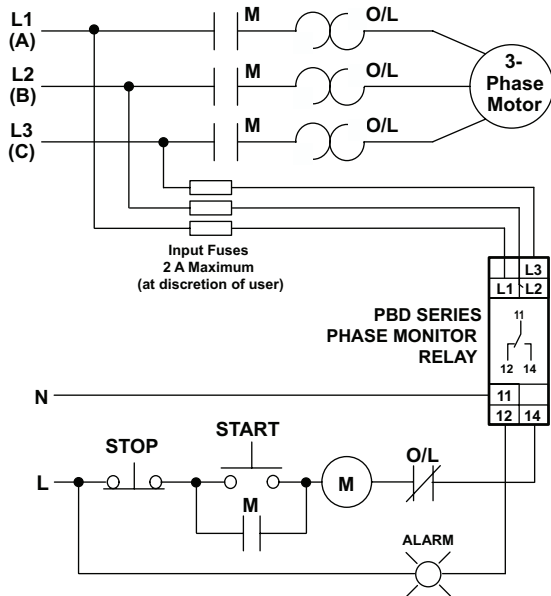 L1
(A)
M
O/L
L2
(B)
M
O/L
L3
(C)
M
O/L
3-
Phase
Motor
Input Fuses
2 A Maximum
(at discretion of user)
L3
L1 L2
PBD SERIES
PHASE MONITOR
RELAY
11
12 14
11
12 14
N
STOP
START
O/L
L
M
M
ALARM